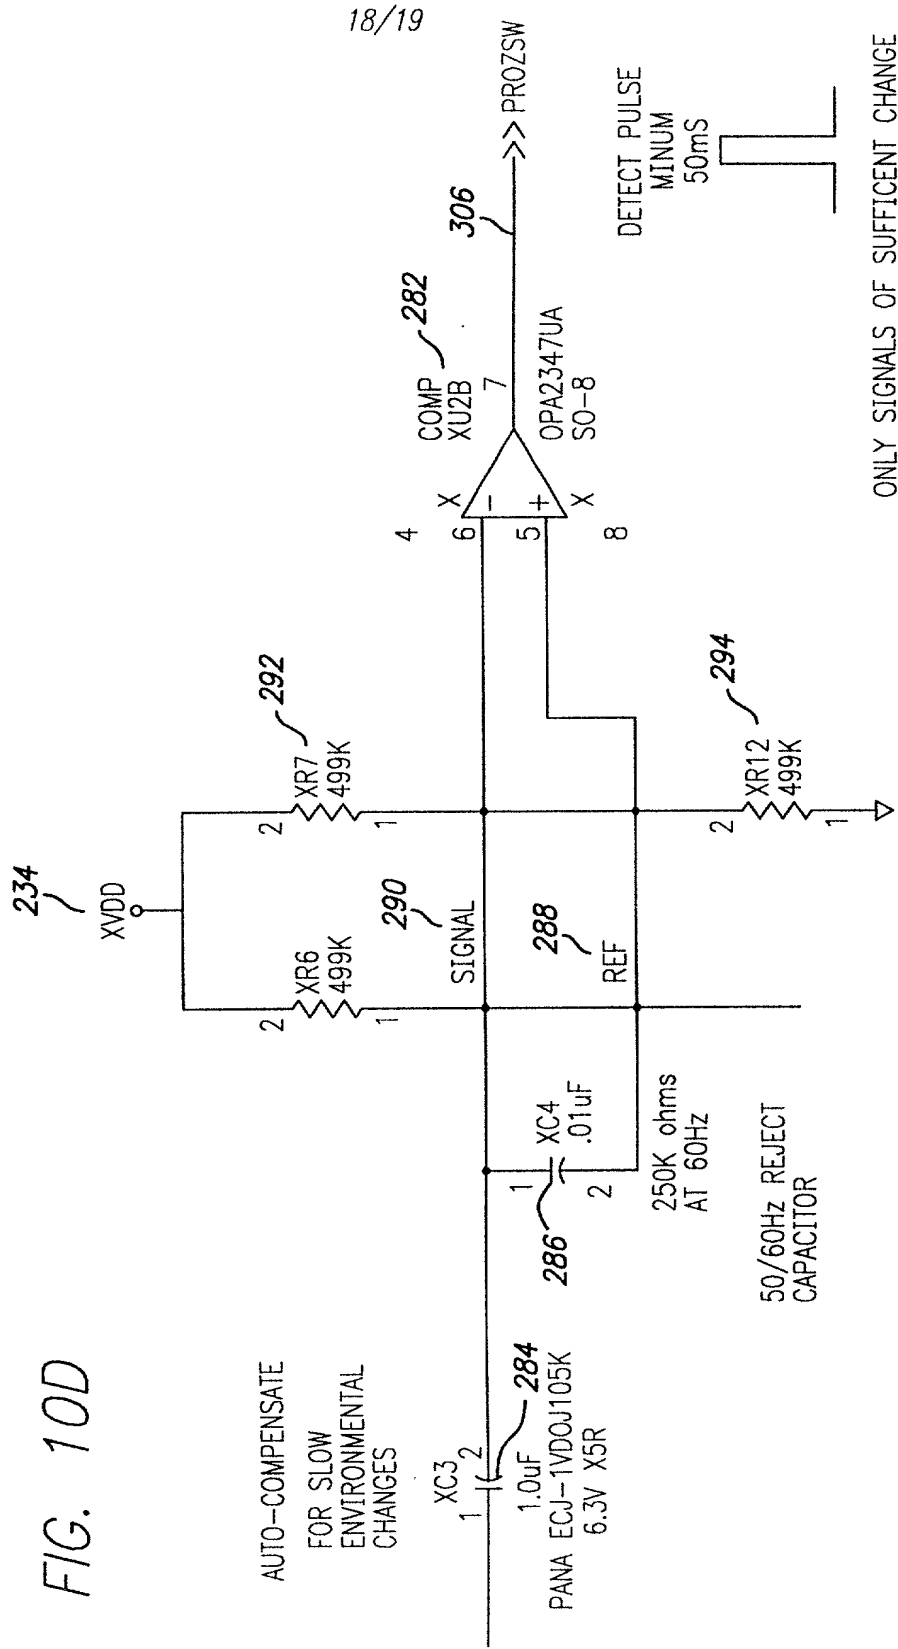 18/19
FIG. 10D
AUTO-COMPENSATE
FOR SLOW
ENVIRONMENTAL
CHANGES
XC3
1
2
284
1.0uF
PANA ECJ-1VDOJ105K
6.3V X5R
234
XVDD
2
XR6
499K
1
2
XR7
499K
292
1
290
SIGNAL
288
REF
1
XC4
.01uF
286
2
250K ohms
AT 60Hz
50/60Hz REJECT
CAPACITOR
2
XR12
499K
294
1
4
X
6
-
5
+
8
X
COMP
XU2B
282
7
OPA2347UA
SO-8
306
PROZSW
DETECT PULSE
MINUM
50mS
ONLY SIGNALS OF SUFFICENT CHANGE